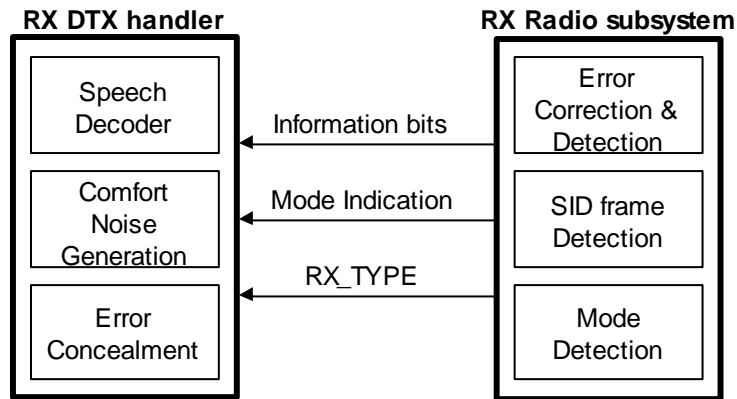 RX DTX handler
RX Radio subsystem
Speech
Decoder
Comfort
Noise
Generation
Error
Concealment
Information bits
Mode Indication
RX_TYPE
Error
Correction &
Detection
SID frame
Detection
Mode
Detection